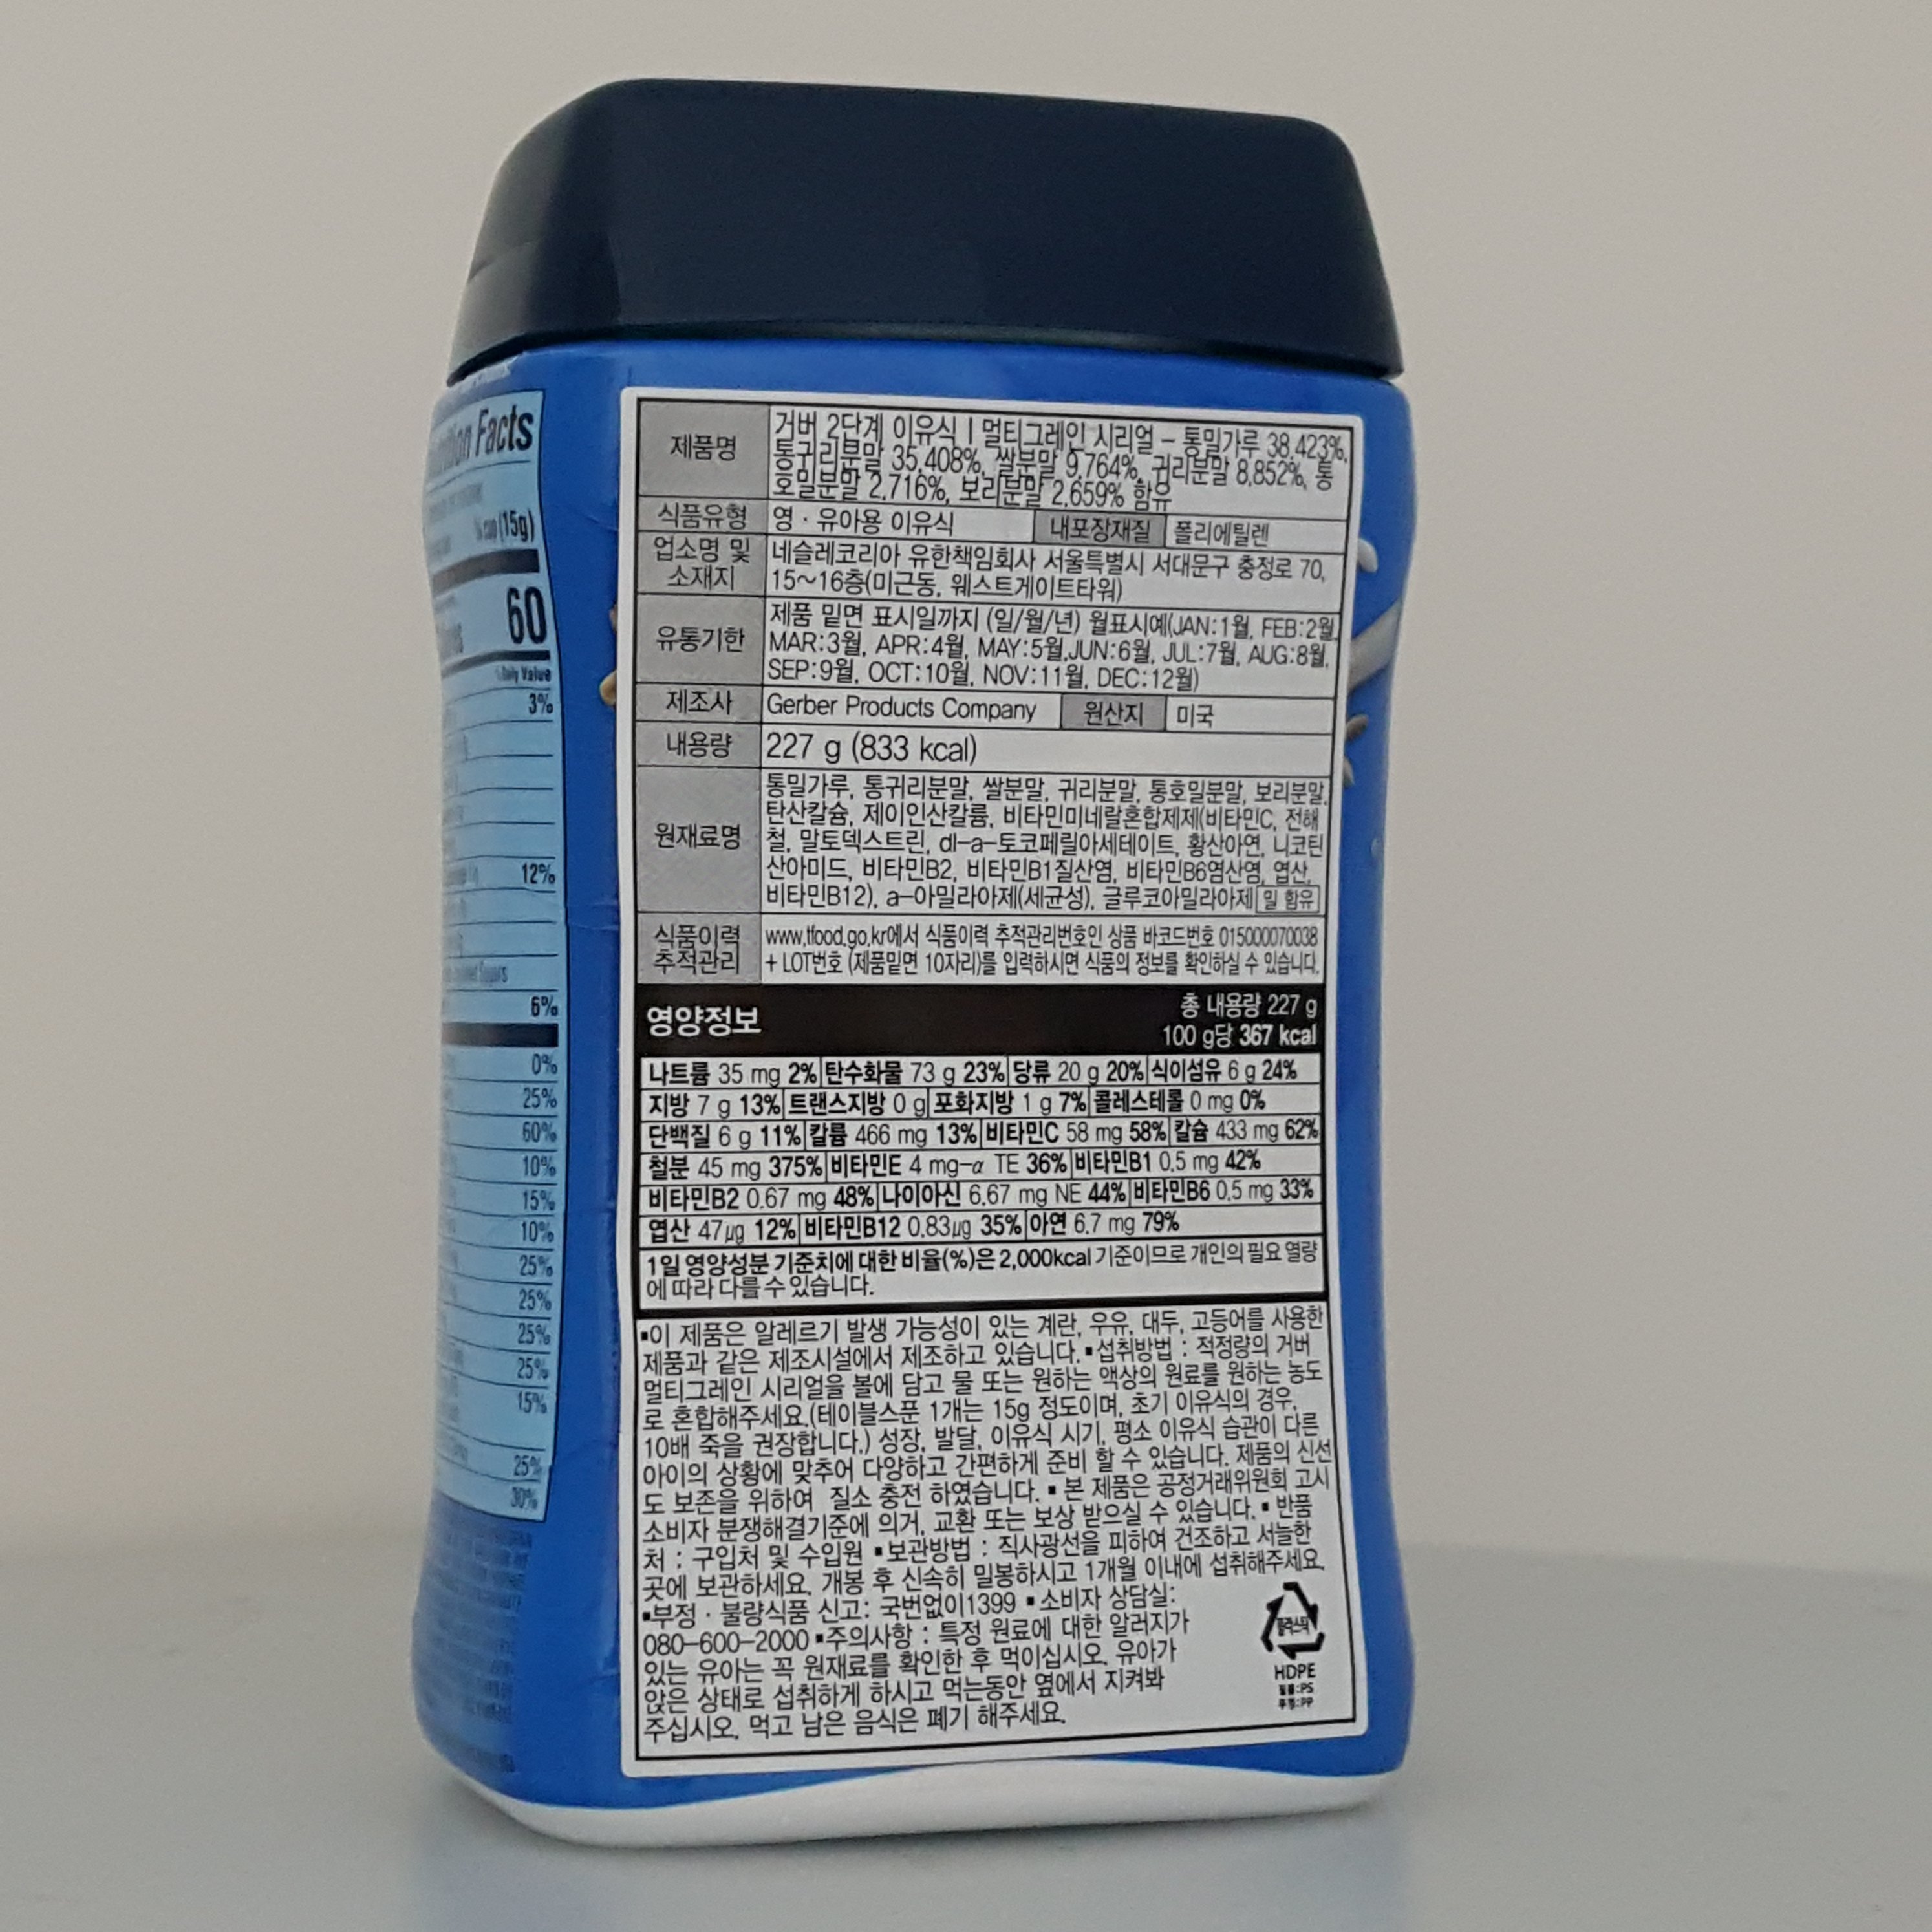 Facts
cup (15g)
60
Daily Value
3%
12%
6%
0%
25%
60%
10%
15%
10%
25%
25%
25%
25%
15%
25%
30%
제품명
거버 2단계 이유식 | 멀티그레인 시리얼 – 통밀가루 38.423%,
통귀리분말 35.408%, 쌀분말 9.764%, 귀리분말 8.852%, 통
호밀분말 2.716%, 보리분말 2.659% 함유
식품유형 영 · 유아용 이유식 내포장재질 폴리에틸렌
업소명 및 소재지
네슬레코리아 유한책임회사 서울특별시 서대문구 충정로 70,
15~16층(미근동, 웨스트게이트타워)
유통기한
제품 밑면 표시일까지 (일/월/년) 월표시예(JAN:1월, FEB:2월,
MAR:3월, APR:4월, MAY:5월,JUN:6월, JUL:7월, AUG:8월,
SEP:9월, OCT:10월, NOV:11월, DEC:12월)
제조사 Gerber Products Company 원산지 미국
내용량 227 g (833 kcal)
원재료명
통밀가루, 통귀리분말, 쌀분말, 귀리분말, 통호밀분말, 보리분말,
탄산칼슘, 제이인산칼륨, 비타민미네랄혼합제제(비타민C, 전해
철, 말토덱스트린, dl-a-토코페릴아세테이트, 황산아연, 니코틴
산아미드, 비타민B2, 비타민B1질산염, 비타민B6염산염, 엽산,
비타민B12), a-아밀라아제(세균성), 글루코아밀라아제 밀 함유
식품이력 추적관리
www.tfood.go.kr에서 식품이력 추적관리번호인 상품 바코드번호 015000070038
+ LOT번호 (제품밑면 10자리)를 입력하시면 식품의 정보를 확인하실 수 있습니다.
영양정보
총 내용량 227 g
100 g당 367 kcal
나트륨 35 mg 2% 탄수화물 73 g 23% 당류 20 g 20% 식이섬유 6 g 24%
지방 7 g 13% 트랜스지방 0 g 포화지방 1 g 7% 콜레스테롤 0 mg 0%
단백질 6 g 11% 칼륨 466 mg 13% 비타민C 58 mg 58% 칼슘 433 mg 62%
철분 45 mg 375% 비타민E 4 mg-α TE 36% 비타민B1 0.5 mg 42%
비타민B2 0.67 mg 48% 나이아신 6.67 mg NE 44% 비타민B6 0.5 mg 33%
엽산 47μg 12% 비타민B12 0.83μg 35% 아연 6.7 mg 79%
1일 영양성분 기준치에 대한 비율(%)은 2,000kcal 기준이므로 개인의 필요 열량
에 따라 다를 수 있습니다.
▪이 제품은 알레르기 발생 가능성이 있는 계란, 우유, 대두, 고등어를 사용한
제품과 같은 제조시설에서 제조하고 있습니다.▪섭취방법 : 적정량의 거버
멀티그레인 시리얼을 볼에 담고 물 또는 원하는 액상의 원료를 원하는 농도
로 혼합해주세요.(테이블스푼 1개는 15g 정도이며, 초기 이유식의 경우,
10배 죽을 권장합니다.) 성장, 발달, 이유식 시기, 평소 이유식 습관이 다른
아이의 상황에 맞추어 다양하고 간편하게 준비 할 수 있습니다. 제품의 신선
도 보존을 위하여 질소 충전 하였습니다. ▪ 본 제품은 공정거래위원회 고시
소비자 분쟁해결기준에 의거, 교환 또는 보상 받으실 수 있습니다. ▪ 반품
처 : 구입처 및 수입원 ▪보관방법 : 직사광선을 피하여 건조하고 서늘한
곳에 보관하세요. 개봉 후 신속히 밀봉하시고 1개월 이내에 섭취해주세요.
▪부정 · 불량식품 신고: 국번없이1399 ▪소비자 상담실:
080-600-2000 ▪주의사항 : 특정 원료에 대한 알러지가
있는 유아는 꼭 원재료를 확인한 후 먹이십시오. 유아가
앉은 상태로 섭취하게 하시고 먹는동안 옆에서 지켜봐
주십시오. 먹고 남은 음식은 폐기 해주세요.
플라스틱
HDPE